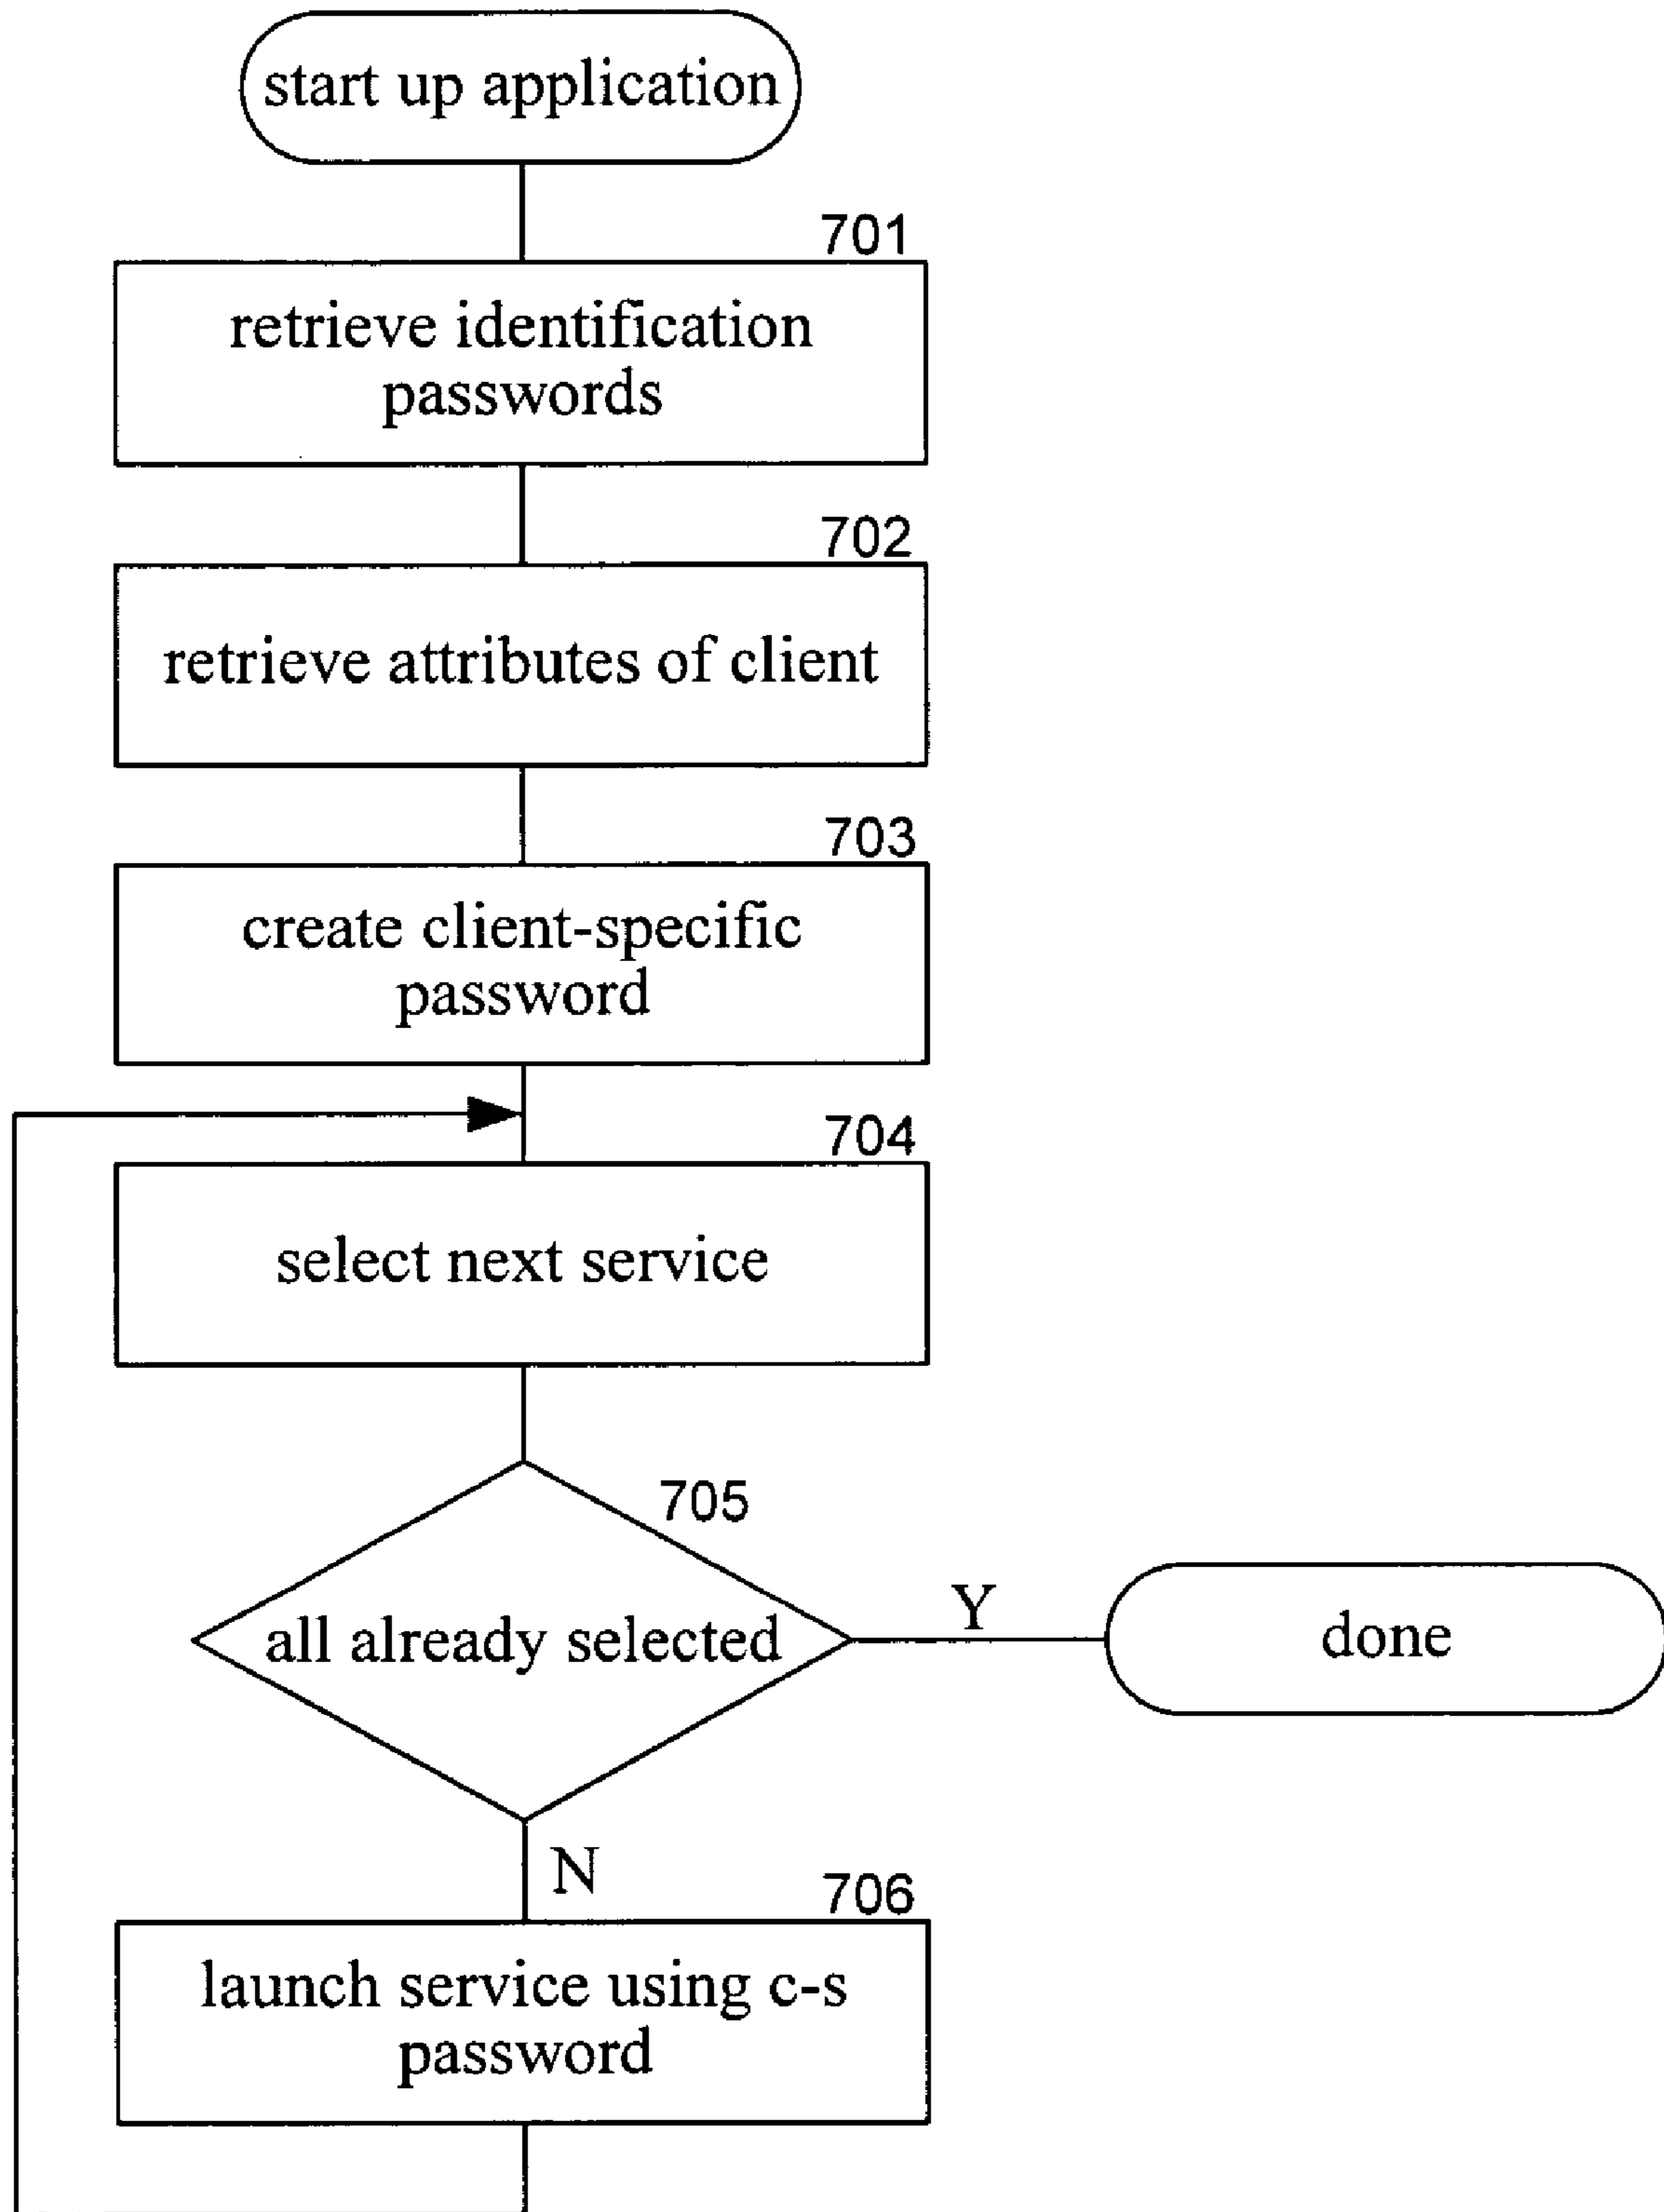 start up application
701
retrieve identification
passwords
702
retrieve attributes of client
703
create client-specific
password
704
select next service
705
all already selected
Y
done
N
706
launch service using c-s
password